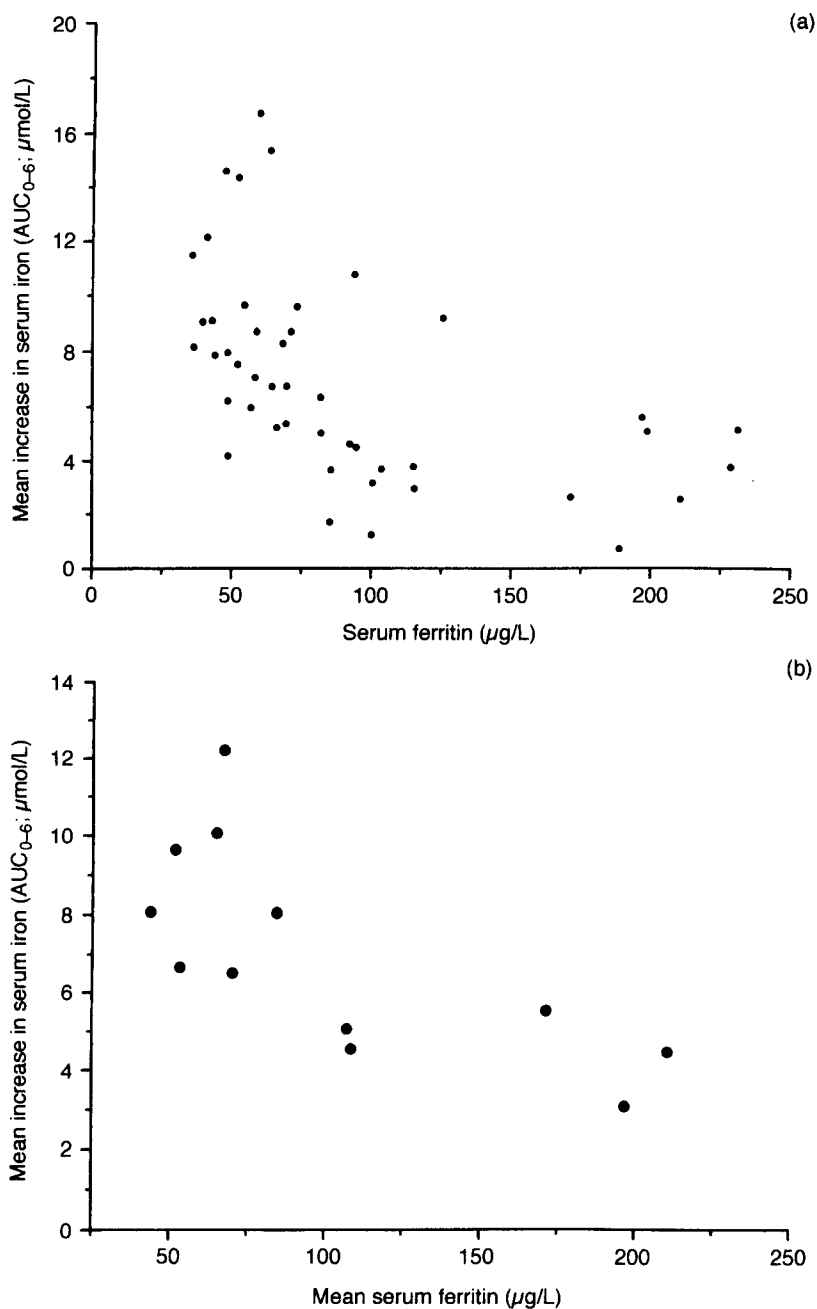 (a)
Mean increase in serum iron (AUC0–6; µmol/L)
20
16
12
8
4
0
0 50 100 150 200 250
Serum ferritin (µg/L)
(b)
Mean increase in serum iron (AUC0–6; µmol/L)
14
12
10
8
6
4
2
0
50 100 150 200 250
Mean serum ferritin (µg/L)